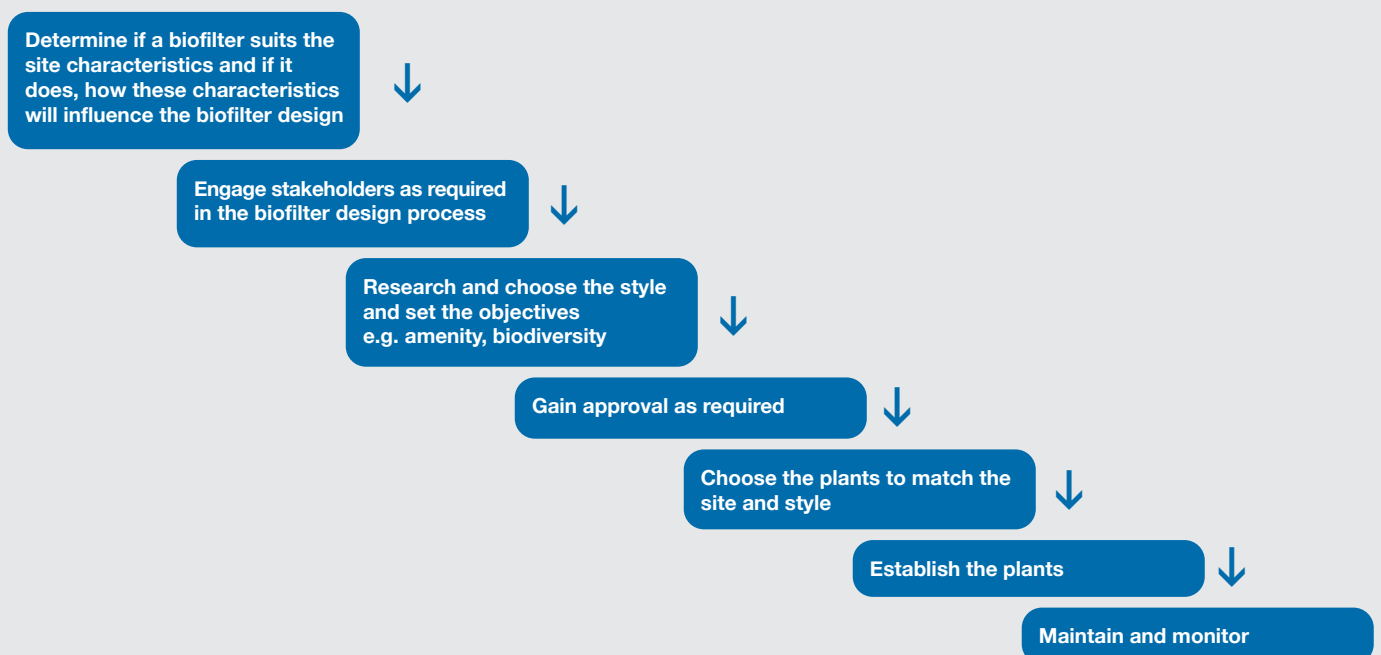 Determine if a biofilter suits the
site characteristics and if it
does, how these characteristics
will influence the biofilter design
Engage stakeholders as required
in the biofilter design process
Research and choose the style
and set the objectives
e.g. amenity, biodiversity
Gain approval as required
Choose the plants to match the
site and style
Establish the plants
Maintain and monitor